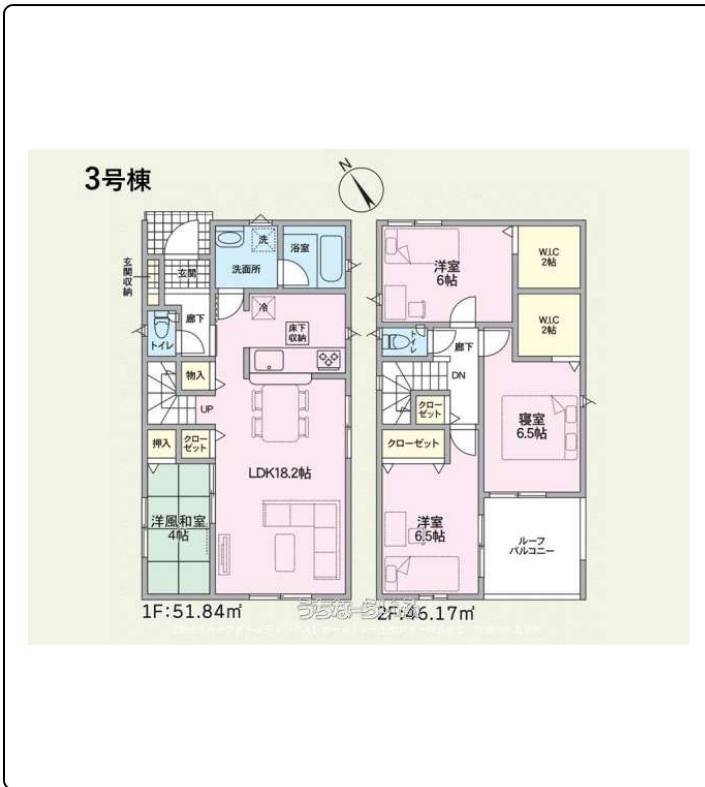 3号棟
N
玄関収納
玄関
洗面所
洗
浴室
廊下
トイレ
冷
床下
収納
物入
UP
押入
クロー
ゼット
LDK18.2帖
洋風和室
4帖
1F:51.84㎡
洋室
6帖
W.I.C
2帖
W.I.C
2帖
トイレ
廊下
DN
クロー
ゼット
クローゼット
寝室
6.5帖
洋室
6.5帖
ルーフ
バルコニー
2F:46.17㎡